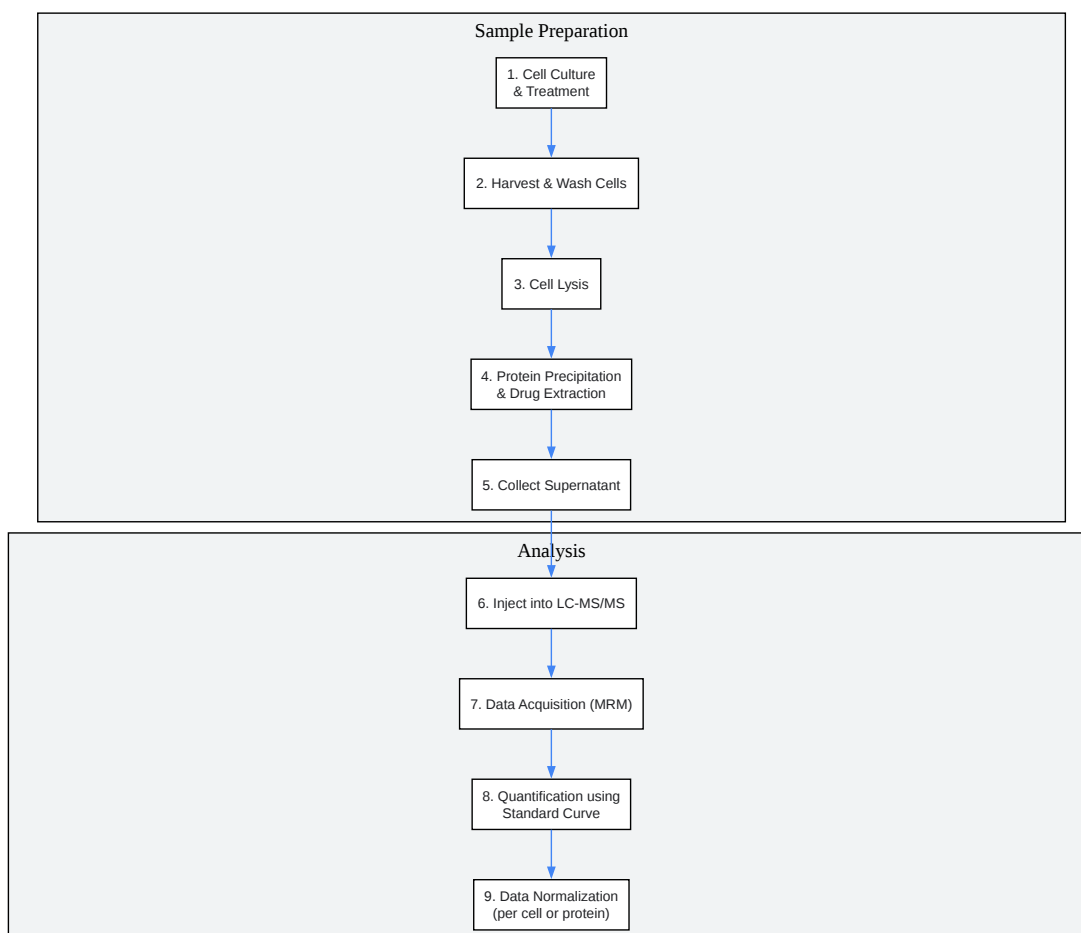 Sample Preparation
1. Cell Culture
& Treatment
2. Harvest & Wash Cells
3. Cell Lysis
4. Protein Precipitation
& Drug Extraction
5. Collect Supernatant
Analysis
6. Inject into LC-MS/MS
7. Data Acquisition (MRM)
8. Quantification using
Standard Curve
9. Data Normalization
(per cell or protein)